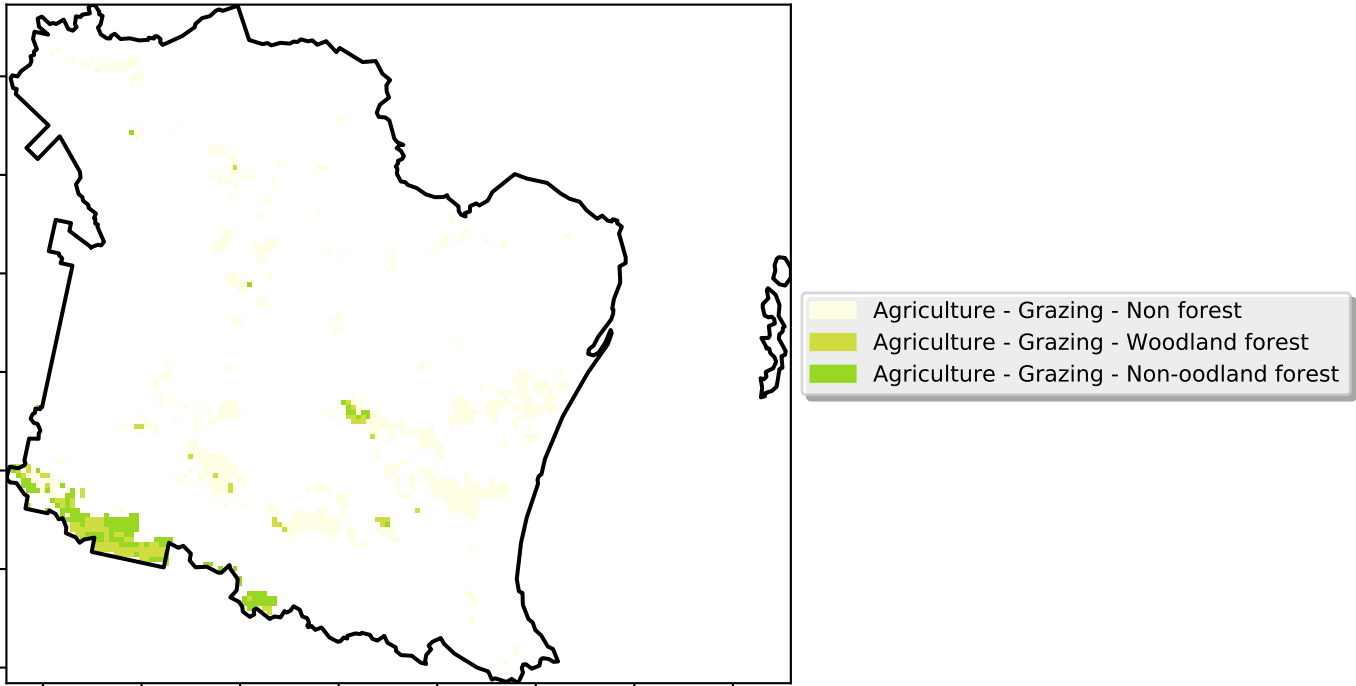 Agriculture - Grazing - Non forest
Agriculture - Grazing - Woodland forest
Agriculture - Grazing - Non-oodland forest